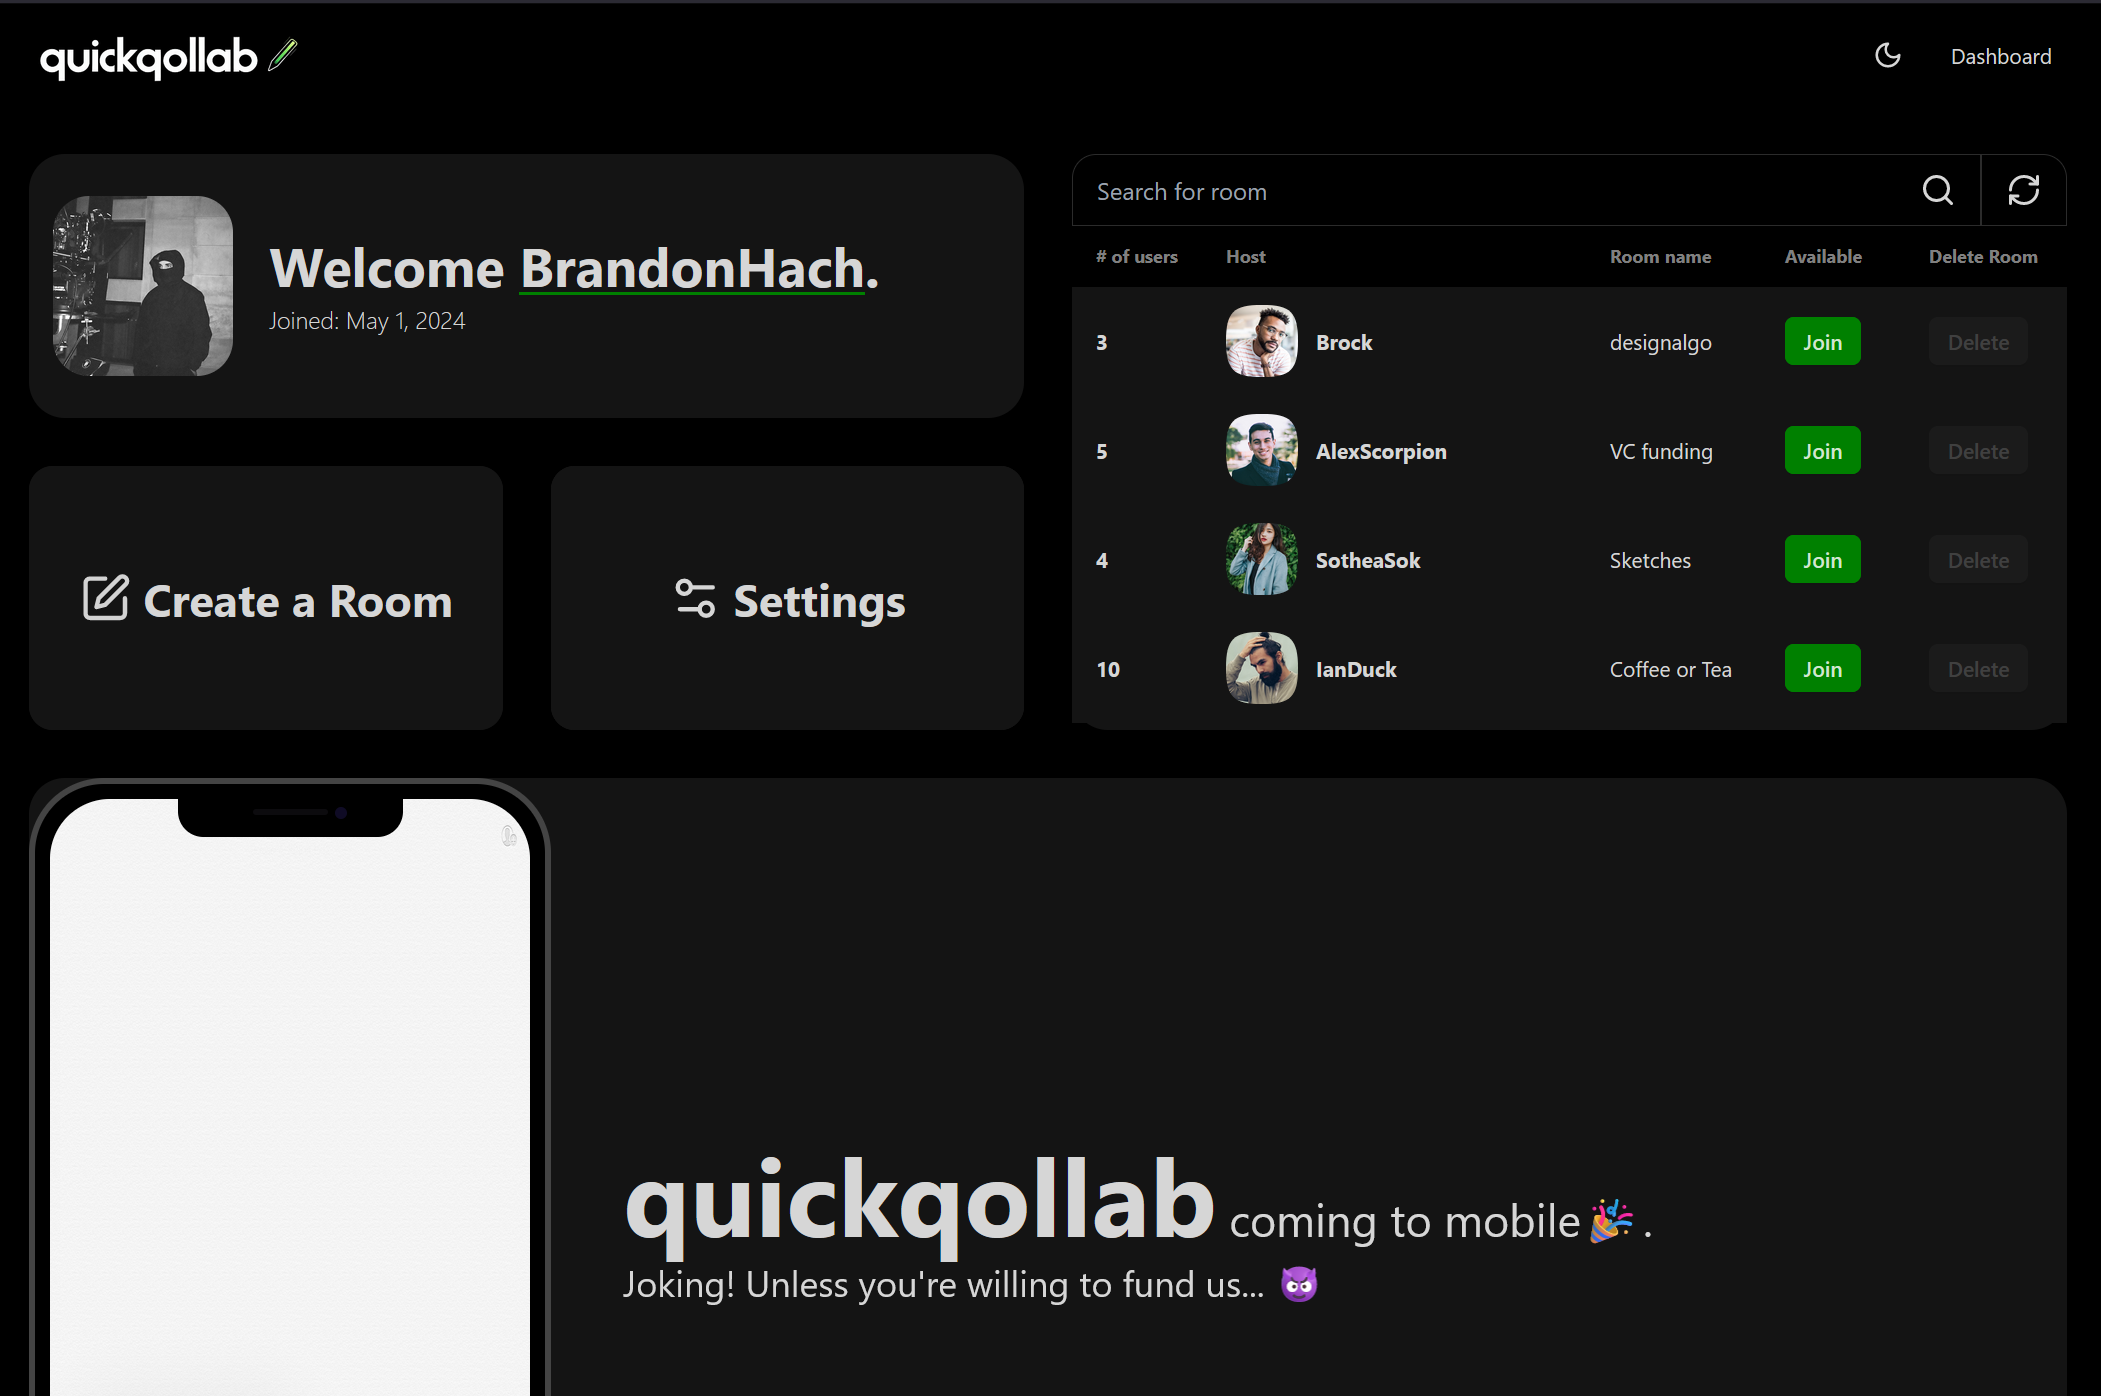 quickqollab
Dashboard
Welcome BrandonHach.
Joined: May 1, 2024
Create a Room
Settings
Search for room
# of users Host Room name Available Delete Room
3 Brock designalgo Join Delete
5 AlexScorpion VC funding Join Delete
4 SotheaSok Sketches Join Delete
10 IanDuck Coffee or Tea Join Delete
quickqollab coming to mobile 🎉.
Joking! Unless you're willing to fund us... 😈